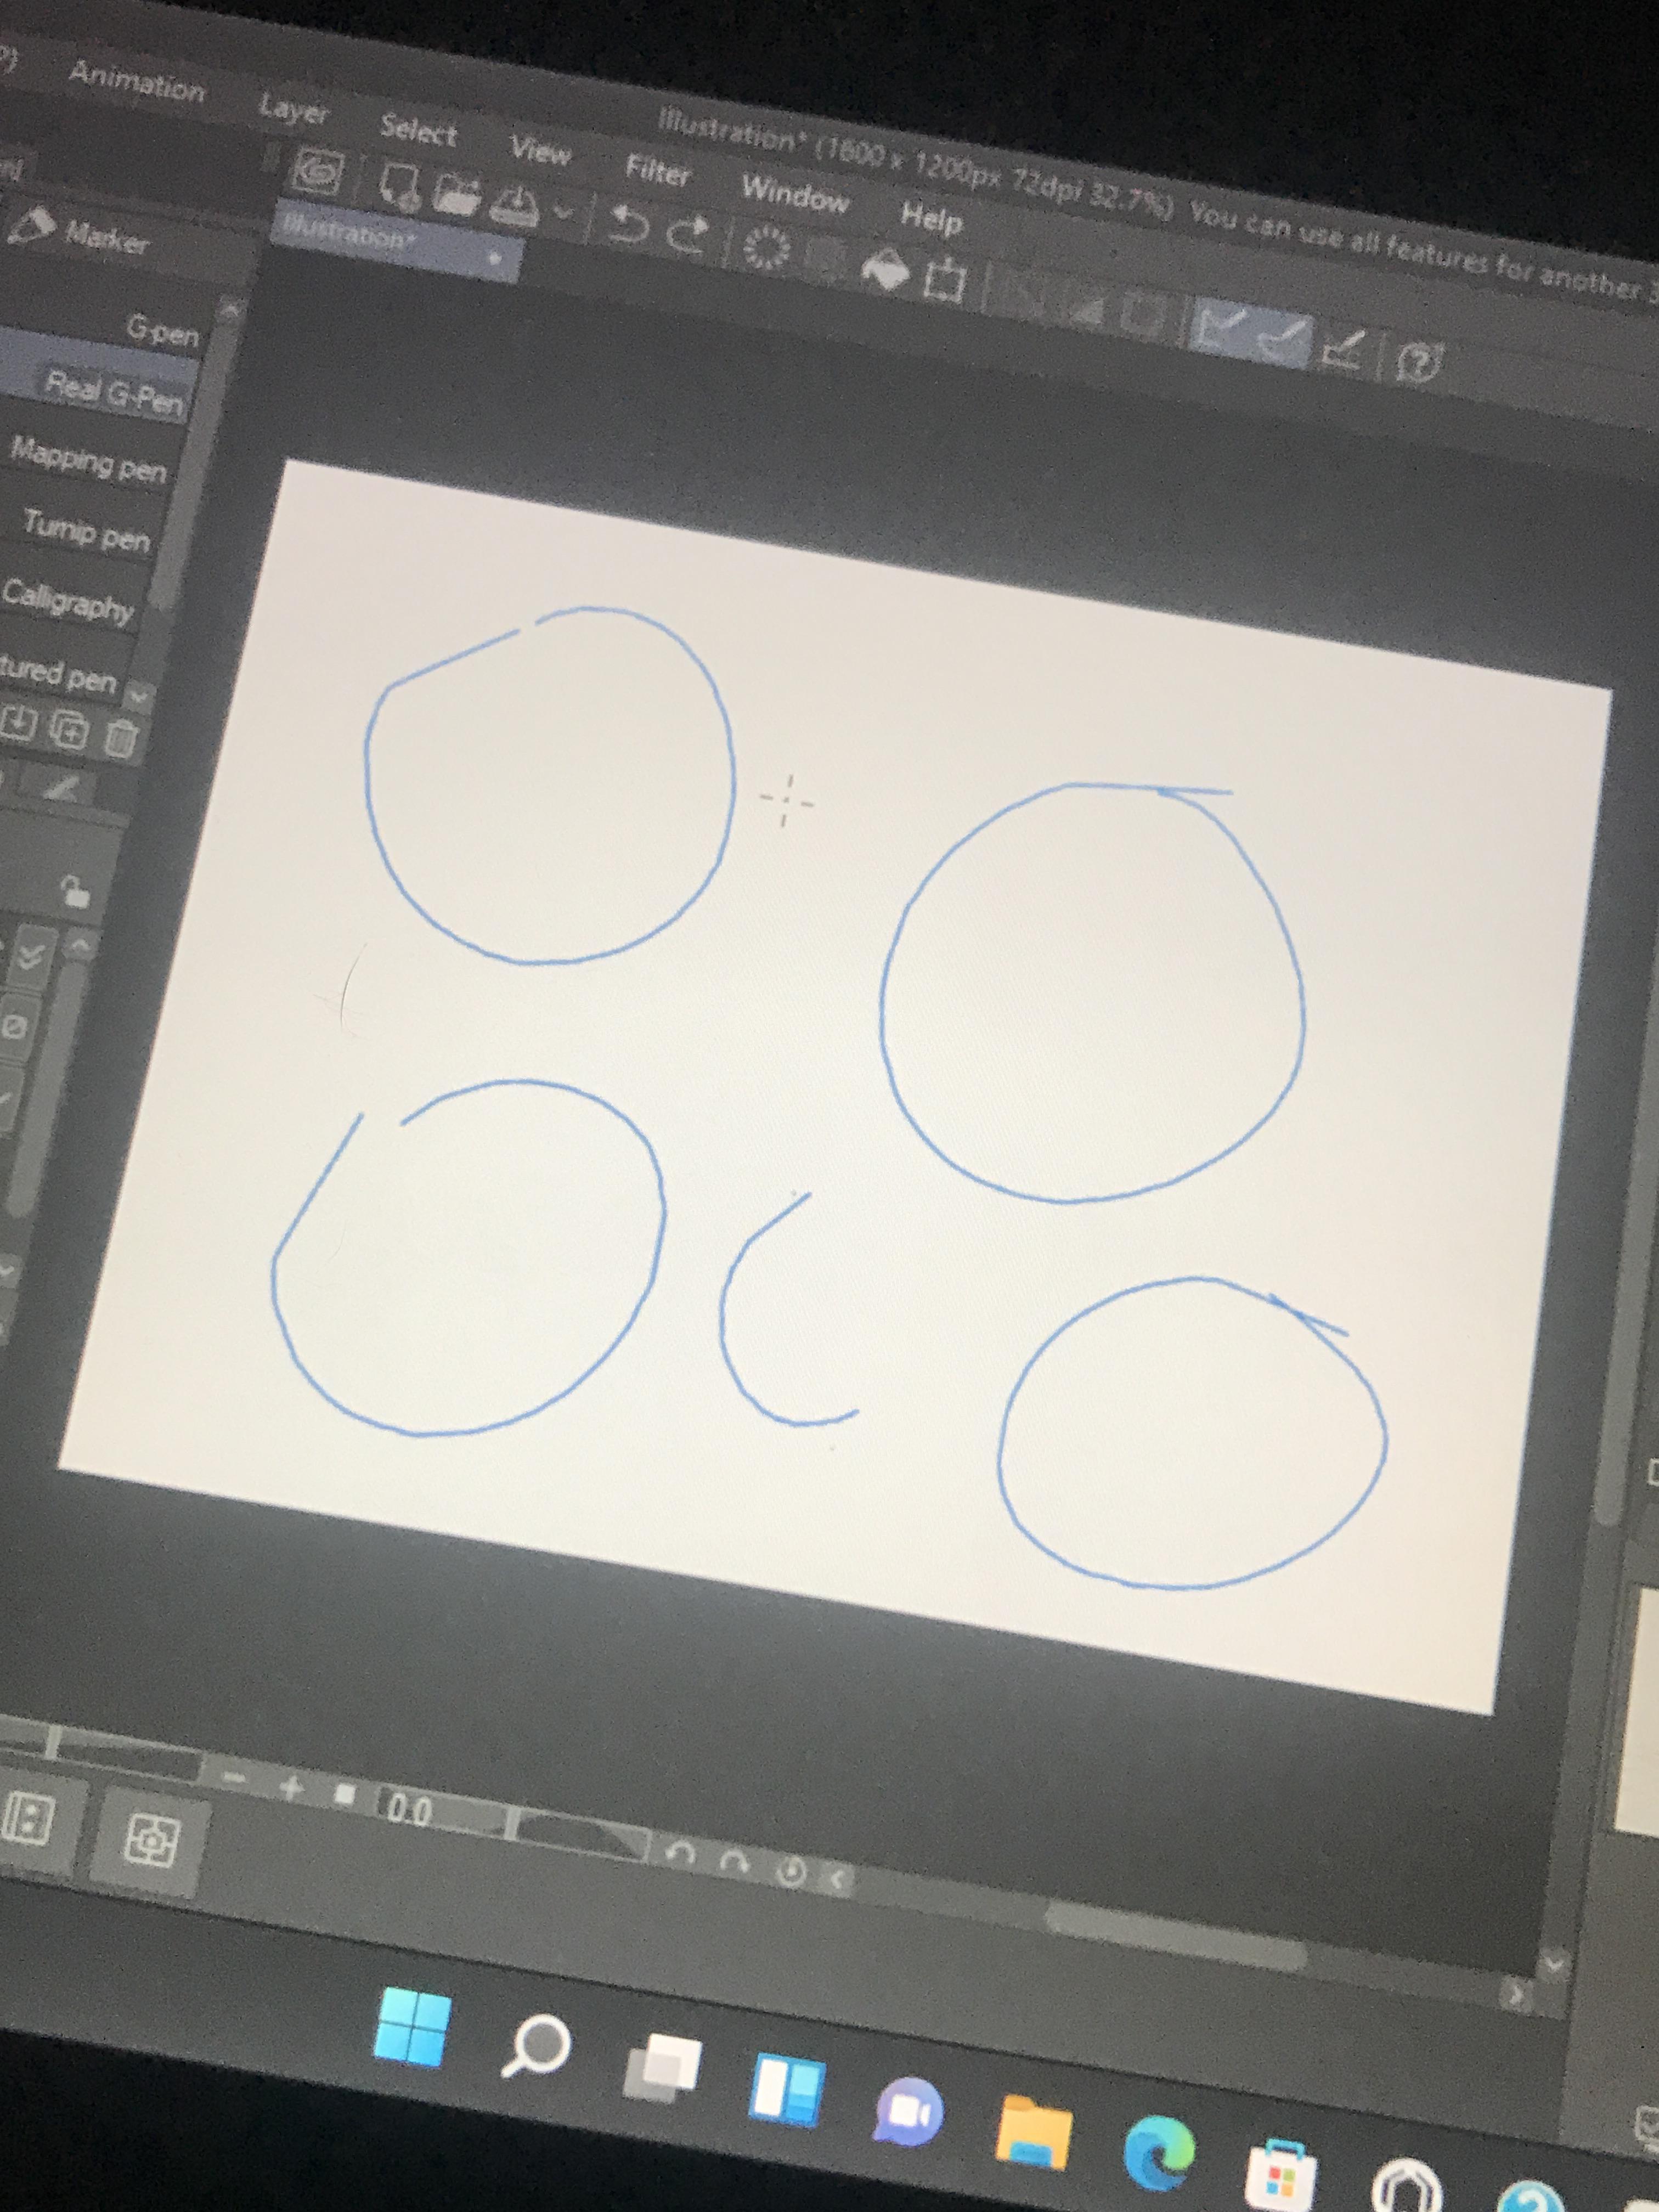 Illustration* (1600 x 1200px 72dpi 32.7%) You can use all features for another 3
Animation Layer Select View Filter Window Help
Marker
Illustration*
G-pen
Real G-Pen
Mapping pen
Turnip pen
Calligraphy
tured pen
0.0